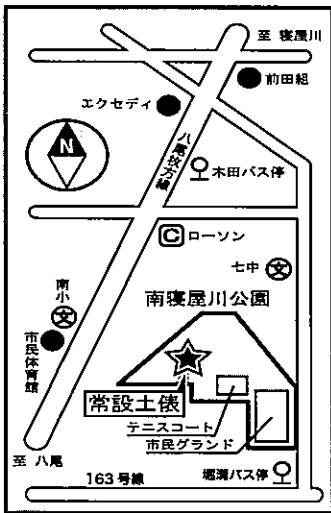 至 寝屋川
前田組
エクセディ
八尾枚方線
N
木田バス停
C ローソン
七中 文
南小
文
南寝屋川公園
市民体育館
常設土俵
テニスコート
市民グランド
至 八尾
163号線
堀溝バス停